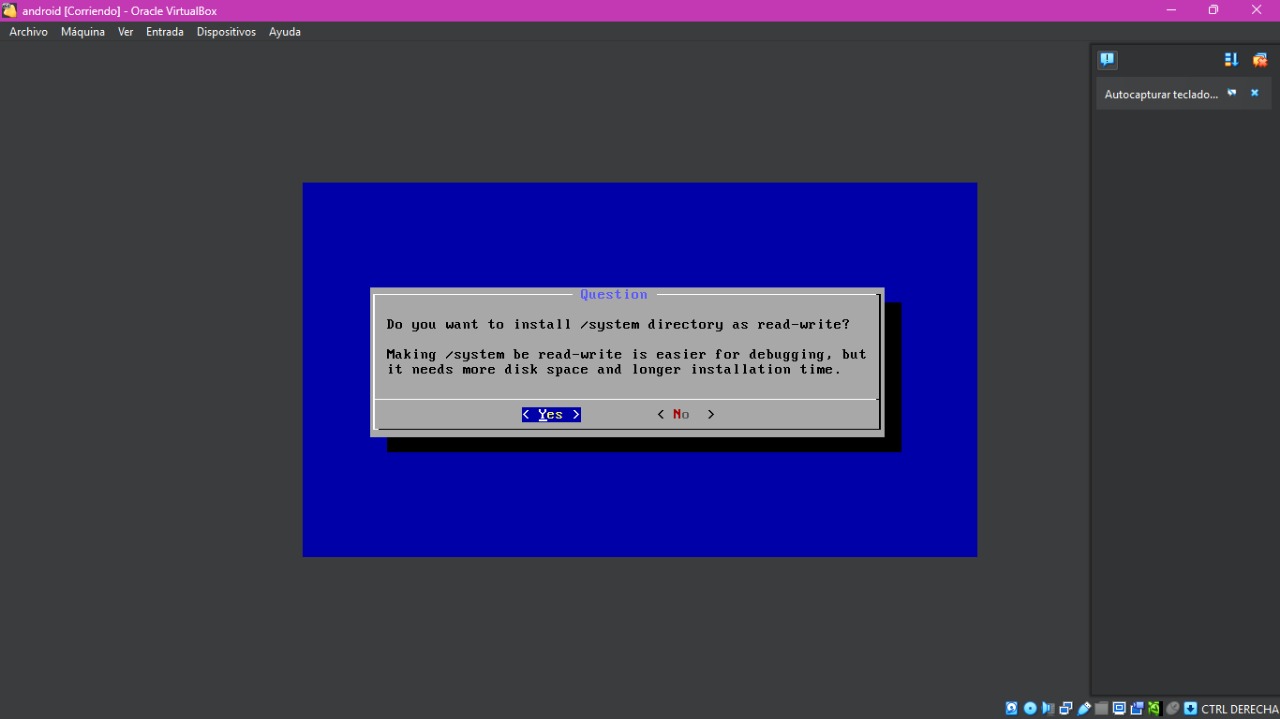 android [Corriendo] - Oracle VirtualBox
Archivo Máquina Ver Entrada Dispositivos Ayuda
Autocapturar teclado...
Question
Do you want to install /system directory as read-write?
Making /system be read-write is easier for debugging, but
it needs more disk space and longer installation time.
< Yes > < No >
CTRL DERECHA